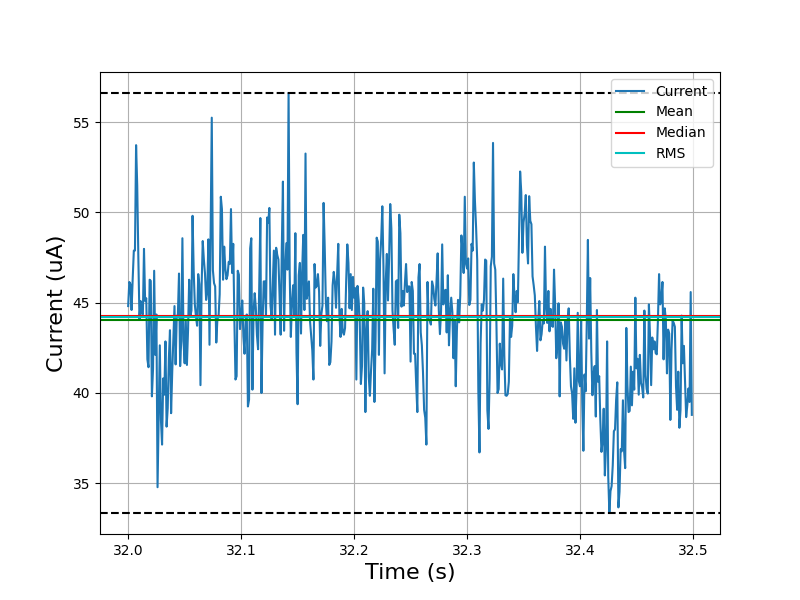 Current (uA)
55
50
45
40
35
Current
Mean
Median
RMS
32.0 32.1 32.2 32.3 32.4 32.5
Time (s)